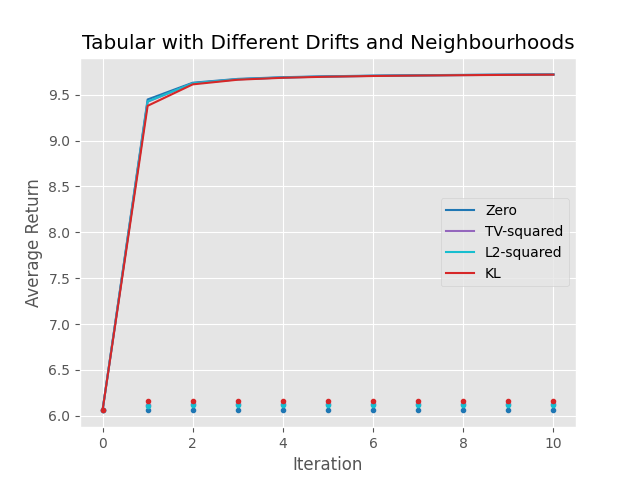 Tabular with Different Drifts and Neighbourhoods
Average Return
9.5
9.0
8.5
8.0
7.5
7.0
6.5
6.0
Zero
TV-squared
L2-squared
KL
0
2
4
6
8
10
Iteration